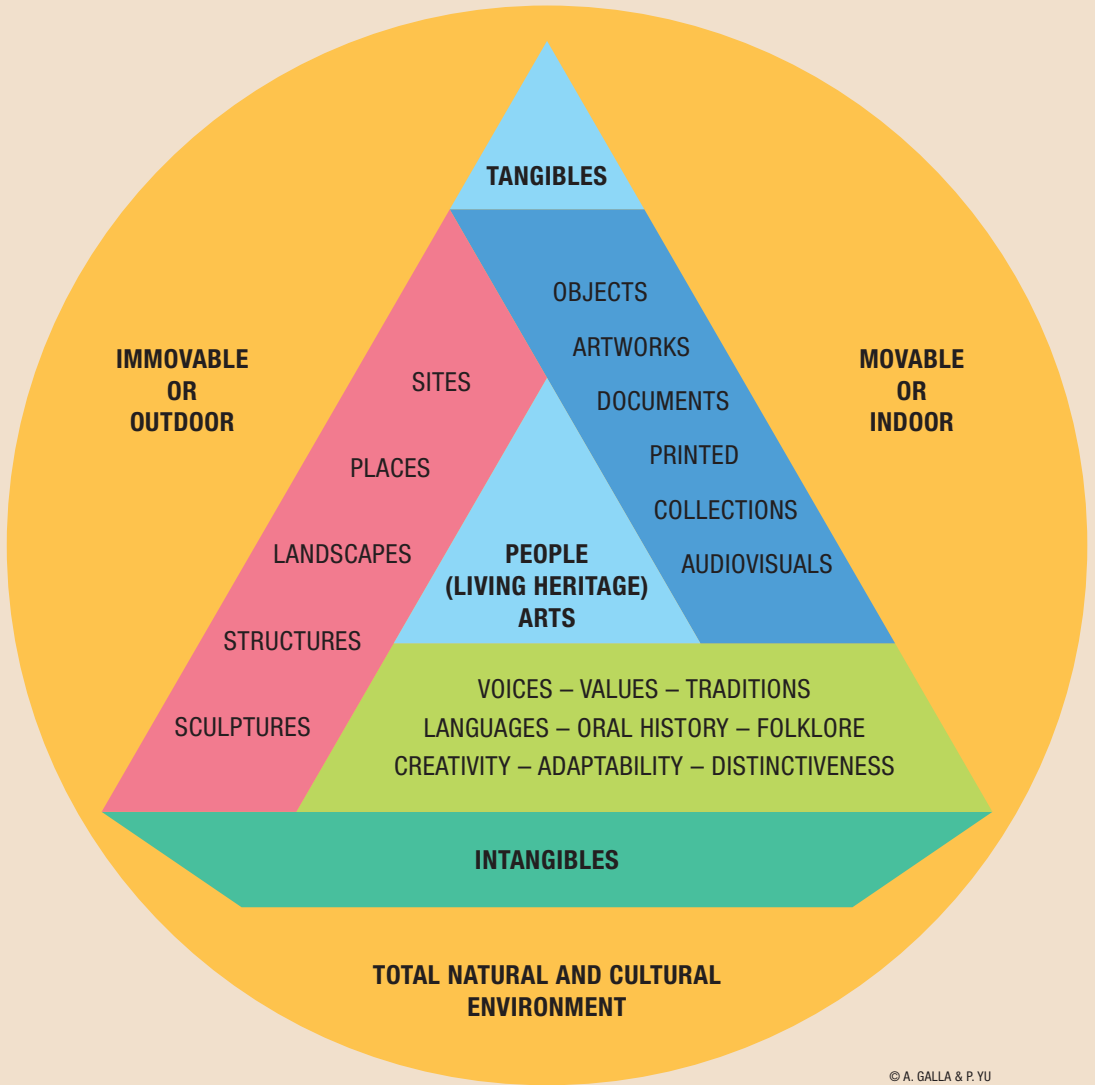 TANGIBLES
IMMOVABLE
OR
OUTDOOR
SITES
PLACES
LANDSCAPES
STRUCTURES
SCULPTURES
OBJECTS
ARTWORKS
DOCUMENTS
PRINTED
COLLECTIONS
AUDIOVISUALS
MOVABLE
OR
INDOOR
PEOPLE
(LIVING HERITAGE)
ARTS
VOICES – VALUES – TRADITIONS
LANGUAGES – ORAL HISTORY – FOLKLORE
CREATIVITY – ADAPTABILITY – DISTINCTIVENESS
INTANGIBLES
TOTAL NATURAL AND CULTURAL
ENVIRONMENT
© A. GALLA & P. YU